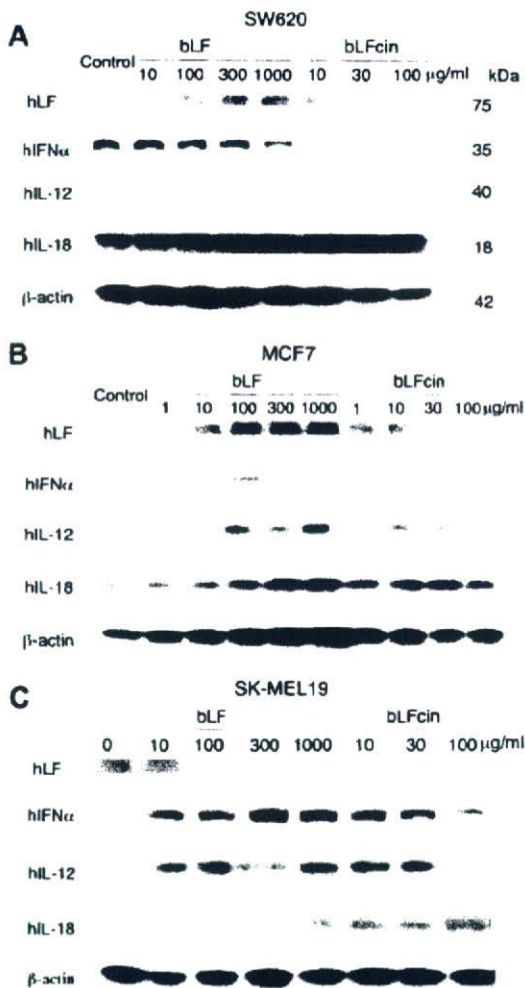 A
SW620
bLF bLFcin
Control 10 100 300 1000 10 30 100 µg/ml kDa
hLF 75
hIFNα 35
hIL-12 40
hIL-18 18
β-actin 42
B
MCF7
bLF bLFcin
Control 1 10 100 300 1000 1 10 30 100 µg/ml
hLF
hIFNα
hIL-12
hIL-18
β-actin
C
SK-MEL19
bLF bLFcin
0 10 100 300 1000 10 30 100 µg/ml
hLF
hIFNα
hIL-12
hIL-18
β-actin